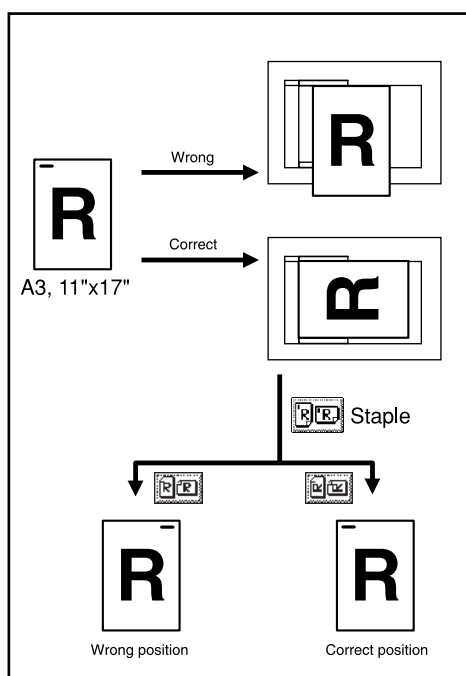 R
Wrong
R
A3, 11"x17"
Correct
R
R R Staple
R R
R R
R
R
Wrong position
Correct position